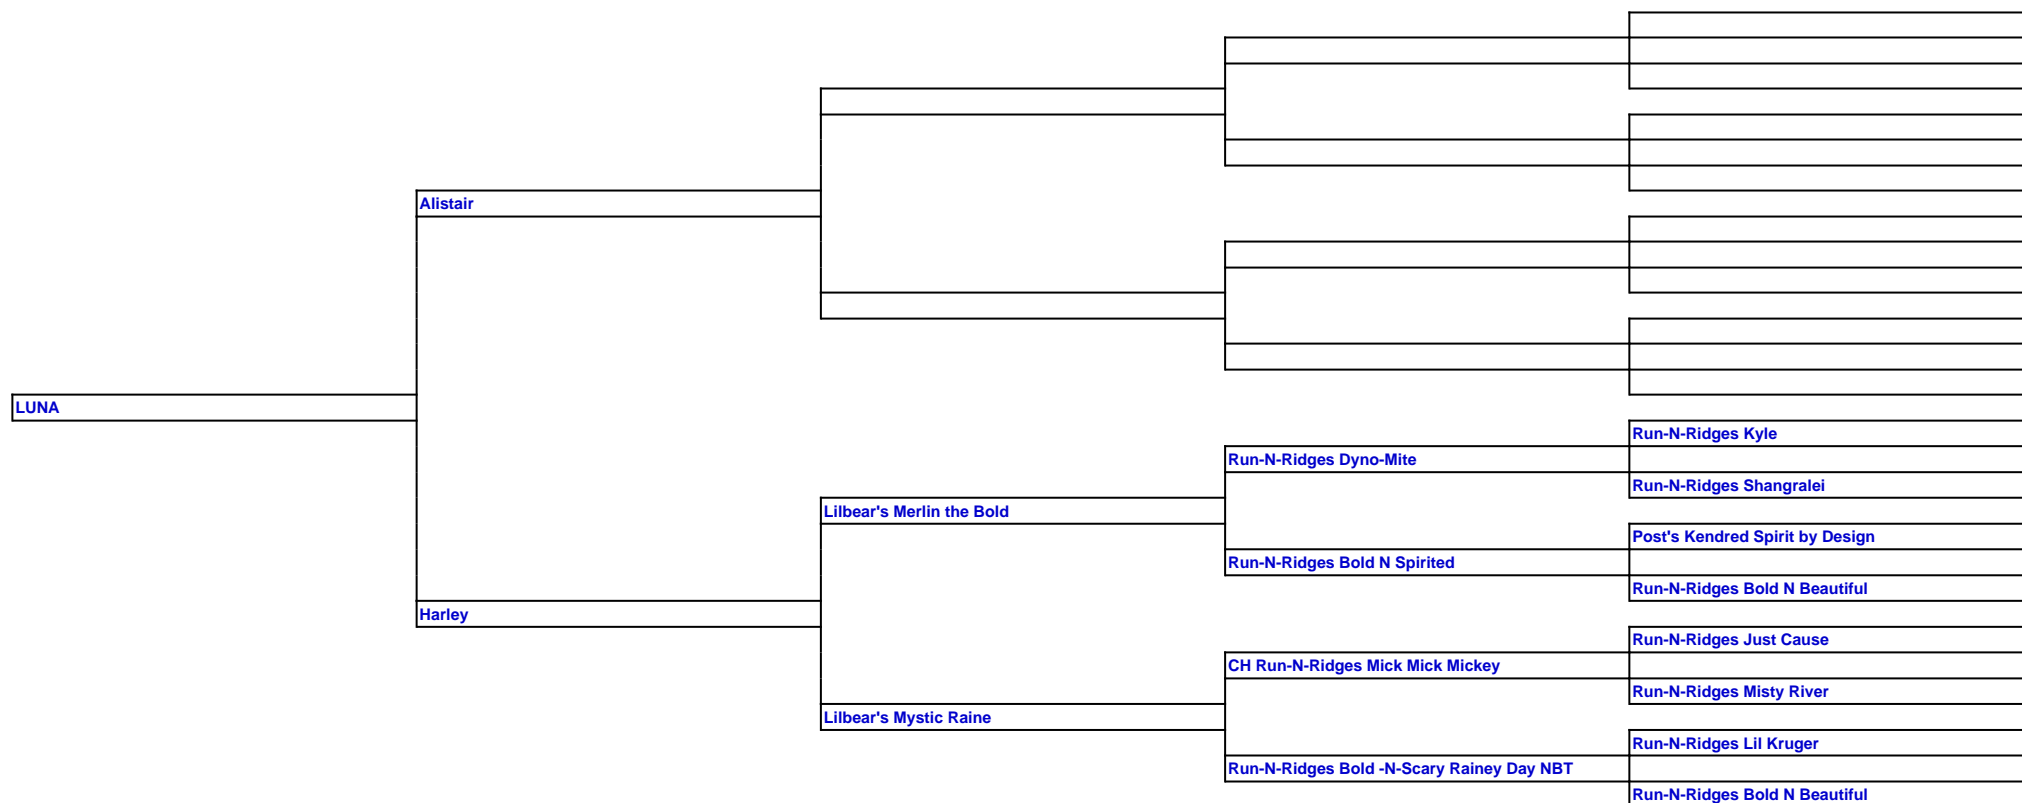 Alistair
LUNA
Run-N-Ridges Kyle
Run-N-Ridges Dyno-Mite
Run-N-Ridges Shangralei
Lilbear's Merlin the Bold
Post's Kendred Spirit by Design
Run-N-Ridges Bold N Spirited
Run-N-Ridges Bold N Beautiful
Harley
Run-N-Ridges Just Cause
CH Run-N-Ridges Mick Mick Mickey
Run-N-Ridges Misty River
Lilbear's Mystic Raine
Run-N-Ridges Lil Kruger
Run-N-Ridges Bold -N-Scary Rainey Day NBT
Run-N-Ridges Bold N Beautiful